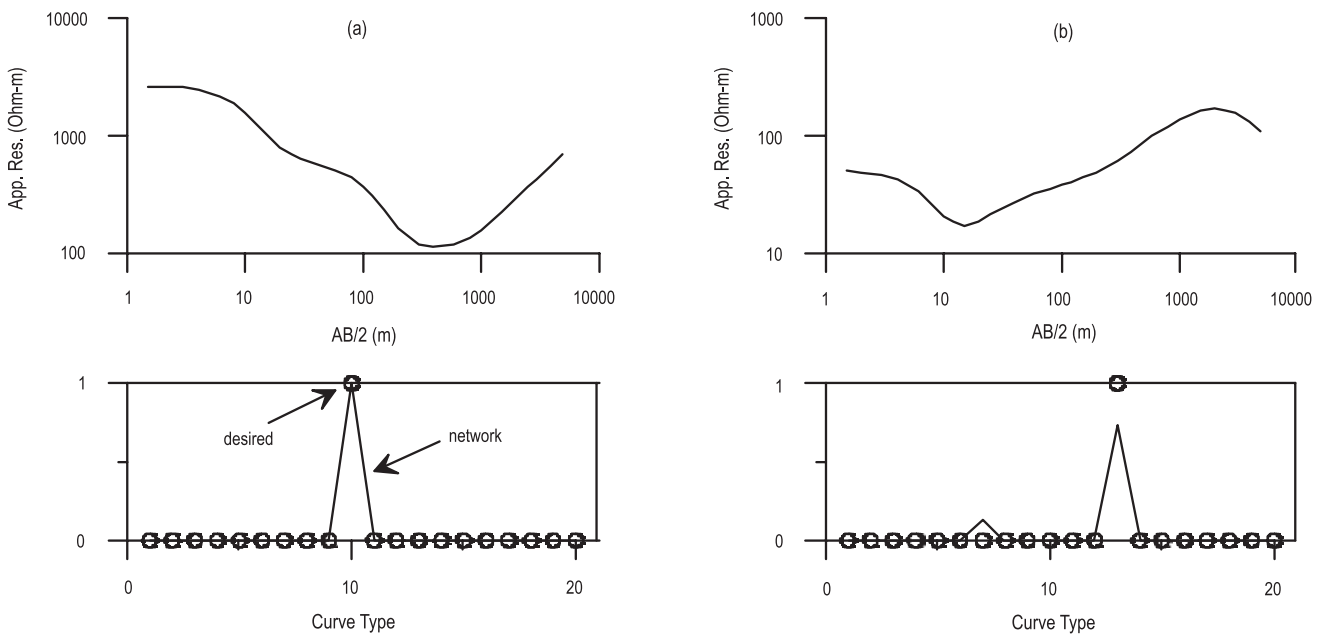 (a)
10000
1000
100
App. Res. (Ohm-m)
1 10 100 1000 10000
AB/2 (m)
1
0
desired
network
0 10 20
Curve Type
(b)
1000
100
10
App. Res. (Ohm-m)
1 10 100 1000 10000
AB/2 (m)
1
0
0 10 20
Curve Type